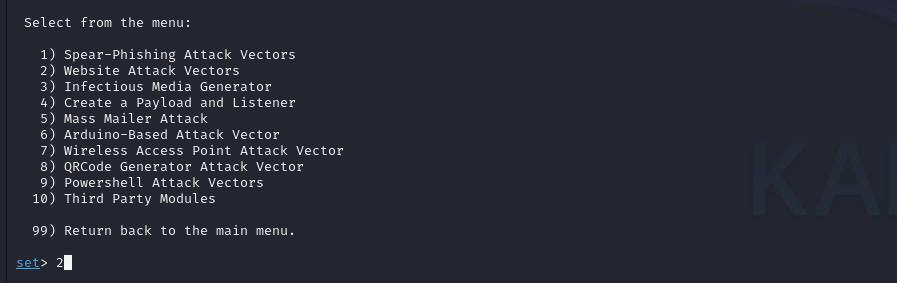 Select from the menu:
1) Spear-Phishing Attack Vectors
2) Website Attack Vectors
3) Infectious Media Generator
4) Create a Payload and Listener
5) Mass Mailer Attack
6) Arduino-Based Attack Vector
7) Wireless Access Point Attack Vector
8) QRCode Generator Attack Vector
9) Powershell Attack Vectors
10) Third Party Modules
99) Return back to the main menu.
set> 2